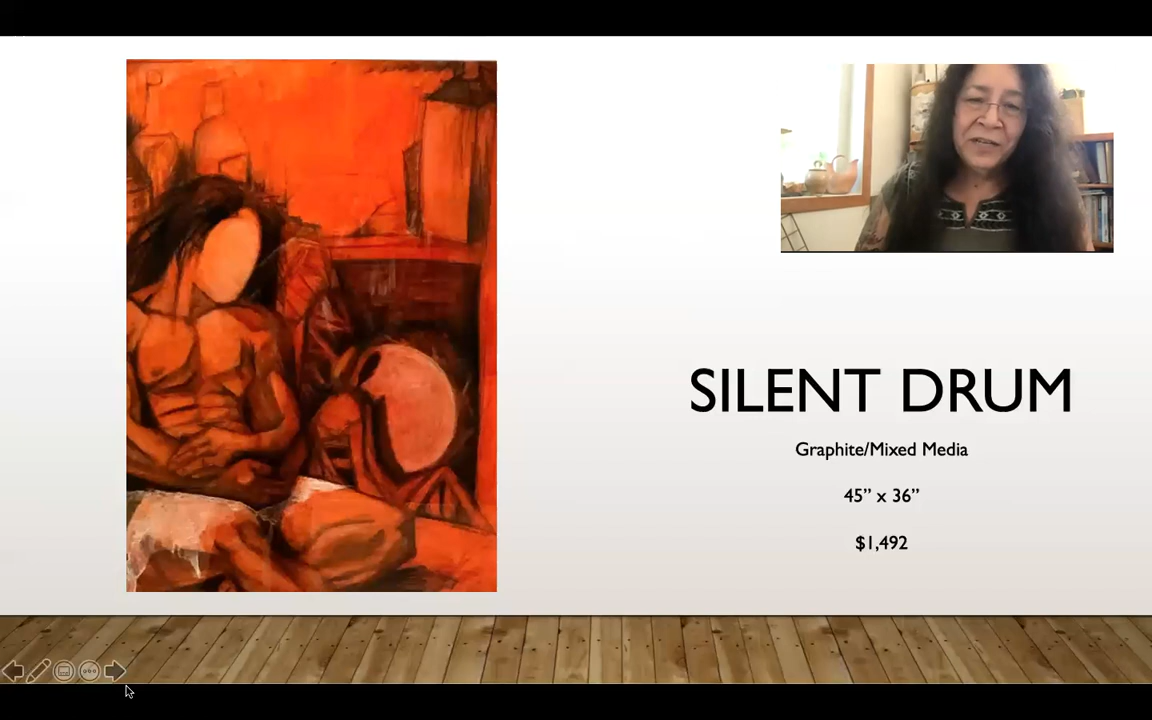 SILENT DRUM
Graphite/Mixed Media
45” x 36”
$1,492